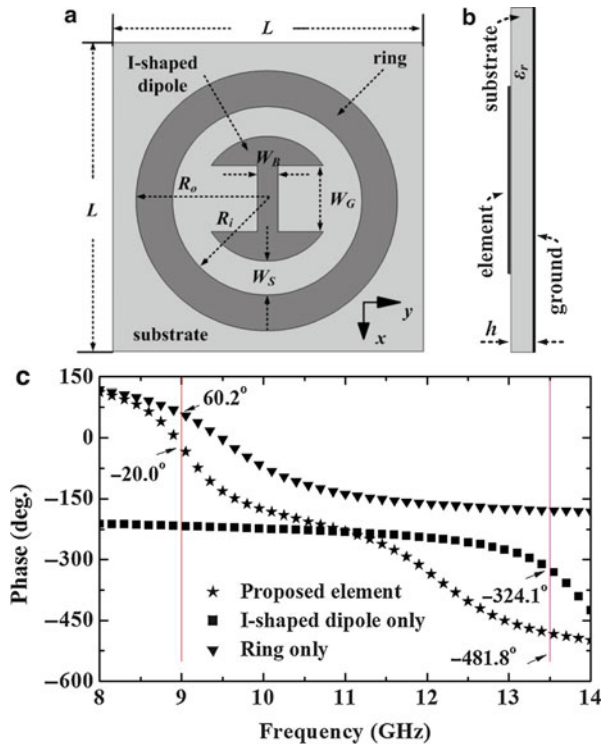 a
L
I-shaped
dipole
ring
W_B
R_o
W_G
L
R_i
W_S
y
x
substrate
b
substrate
ε_r
element
ground
h
c
150
0
-150
-300
-450
-600
Phase (deg.)
60.2°
-20.0°
-324.1°
-481.8°
Proposed element
I-shaped dipole only
Ring only
8
9
10
11
12
13
14
Frequency (GHz)